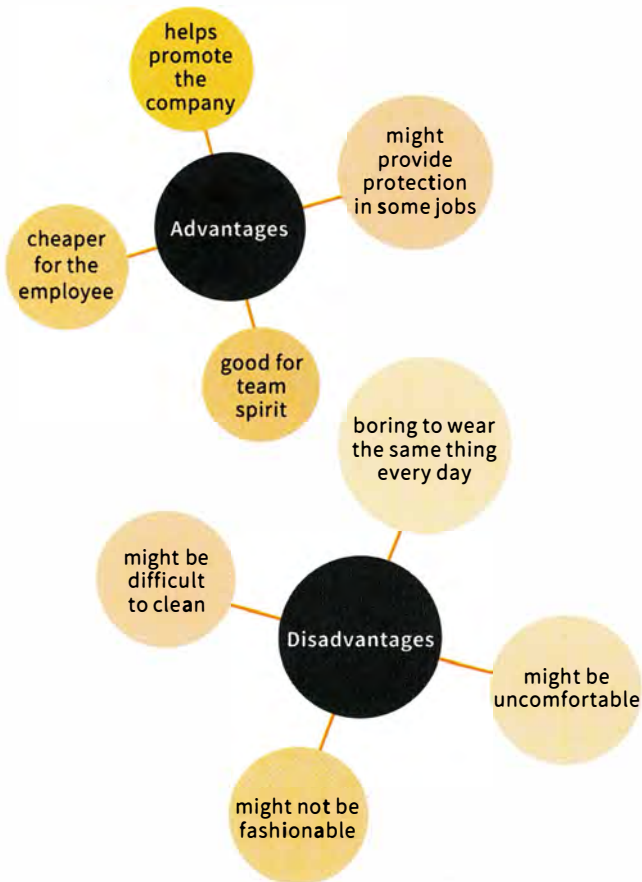 helps
promote
the
company
might
provide
protection
in some jobs
Advantages
cheaper
for the
employee
good for
team
spirit
boring to wear
the same thing
every day
might be
difficult
to clean
Disadvantages
might be
uncomfortable
might not be
fashionable